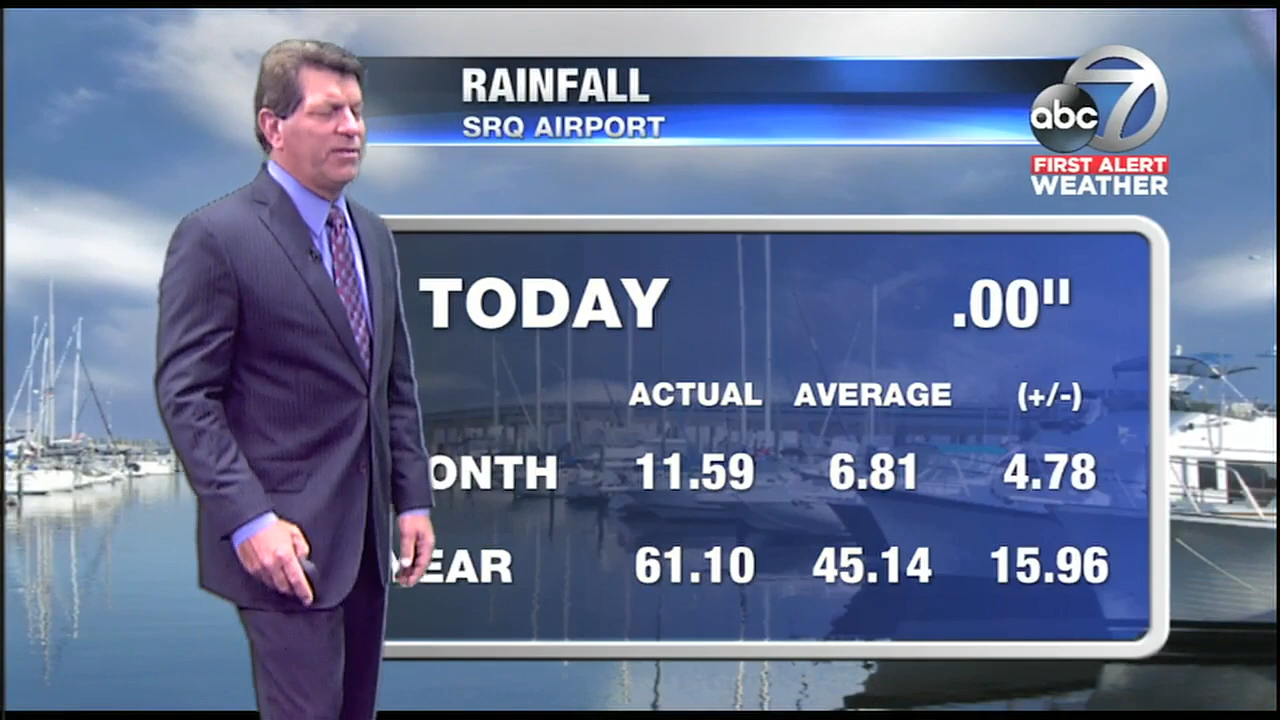 RAINFALL
SRQ AIRPORT
abc 7
FIRST ALERT
WEATHER
TODAY .00"
ACTUAL AVERAGE (+/-)
ONTH 11.59 6.81 4.78
YEAR 61.10 45.14 15.96